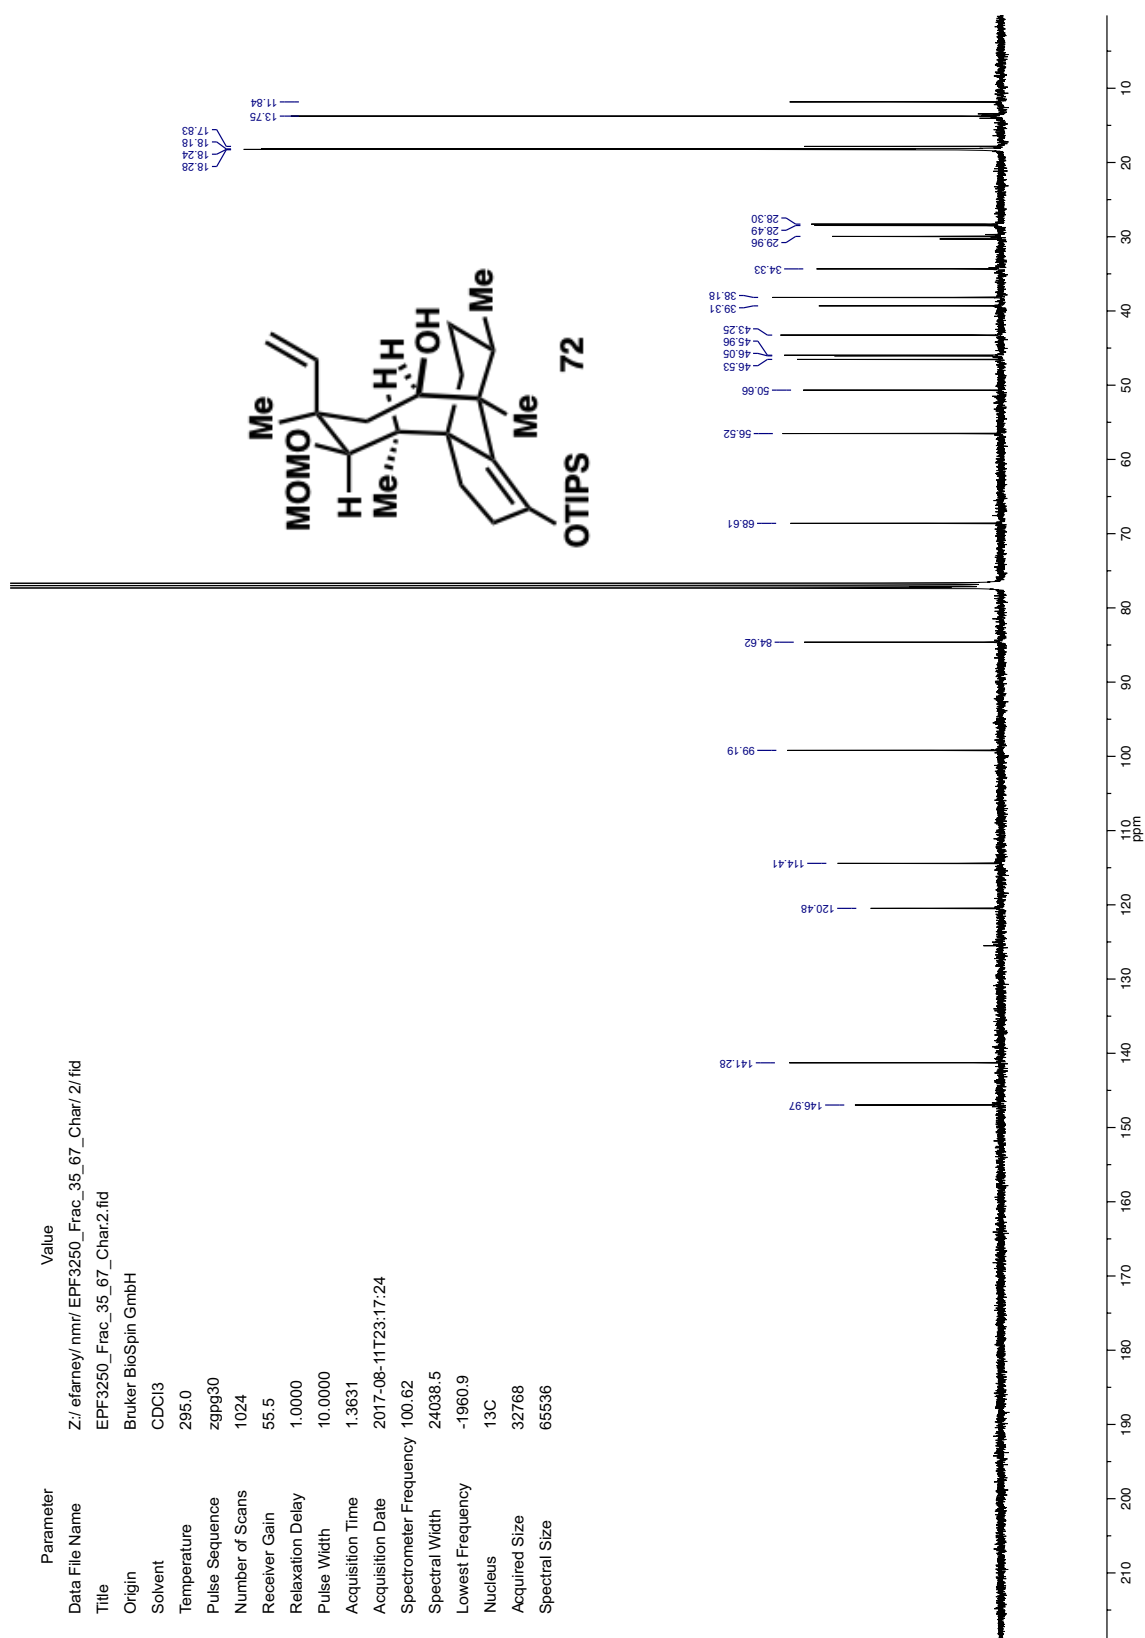 Parameter Value
Data File Name Z:/ efarney/ nmr/ EPF3250_Frac_35_67_Char/ 2/ fid
Title EPF3250_Frac_35_67_Char.2.fid
Origin Bruker BioSpin GmbH
Solvent CDCl3
Temperature 295.0
Pulse Sequence zgpg30
Number of Scans 1024
Receiver Gain 55.5
Relaxation Delay 1.0000
Pulse Width 10.0000
Acquisition Time 1.3631
Acquisition Date 2017-08-11T23:17:24
Spectrometer Frequency 100.62
Spectral Width 24038.5
Lowest Frequency -1960.9
Nucleus 13C
Acquired Size 32768
Spectral Size 65536
Me
MOMO
H
H
H
Me
OH
Me
Me
OTIPS
72
146.97
141.28
120.48
114.41
99.19
84.62
68.61
56.52
50.66
46.53
46.05
45.96
43.25
39.31
38.18
34.33
29.96
28.49
28.30
18.28
18.24
18.18
17.83
13.75
11.84
210 200 190 180 170 160 150 140 130 120 110 100 90 80 70 60 50 40 30 20 10
ppm